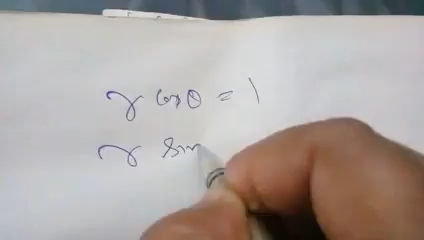 r cosθ = 1
r sin